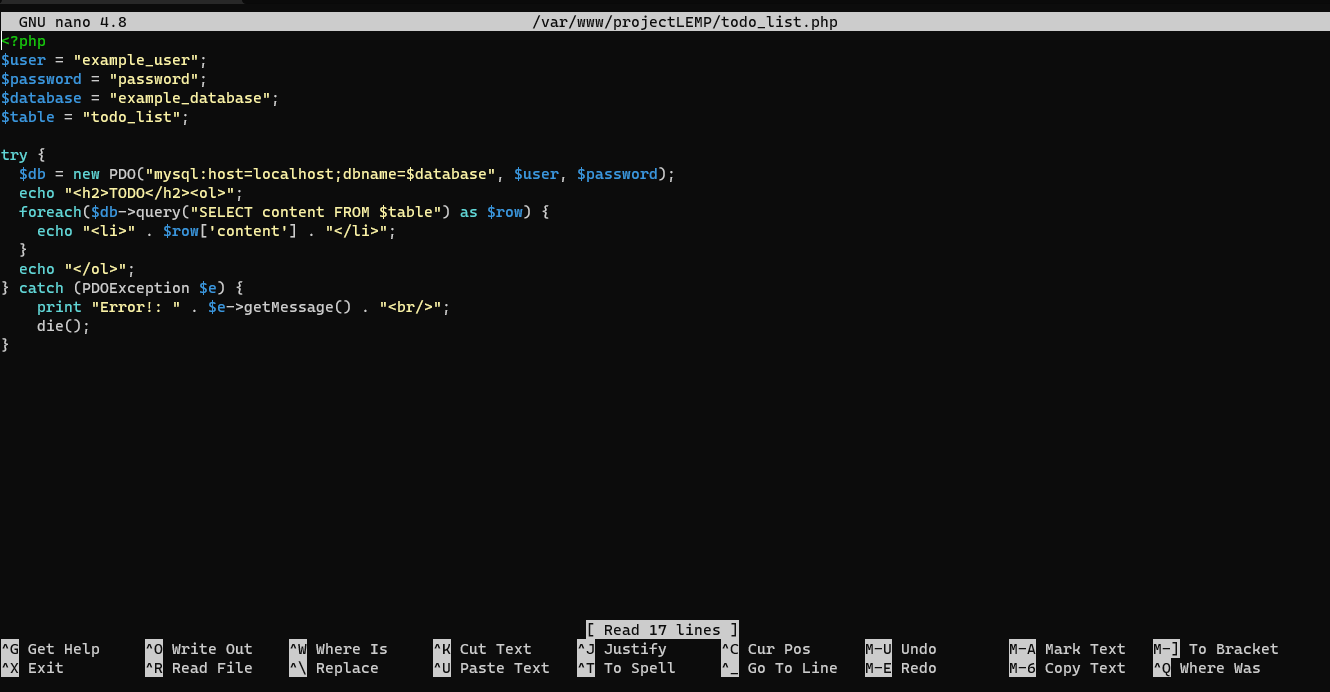 GNU nano 4.8 /var/www/projectLEMP/todo_list.php
<?php
$user = "example_user";
$password = "password";
$database = "example_database";
$table = "todo_list";

try {
  $db = new PDO("mysql:host=localhost;dbname=$database", $user, $password);
  echo "<h2>TODO</h2><ol>";
  foreach($db->query("SELECT content FROM $table") as $row) {
    echo "<li>" . $row['content'] . "</li>";
  }
  echo "</ol>";
} catch (PDOException $e) {
    print "Error!: " . $e->getMessage() . "<br/>";
    die();
}
[ Read 17 lines ]
^G Get Help ^O Write Out ^W Where Is ^K Cut Text ^J Justify ^C Cur Pos M-U Undo M-A Mark Text M-] To Bracket
^X Exit ^R Read File ^\ Replace ^U Paste Text ^T To Spell ^_ Go To Line M-E Redo M-6 Copy Text ^Q Where Was